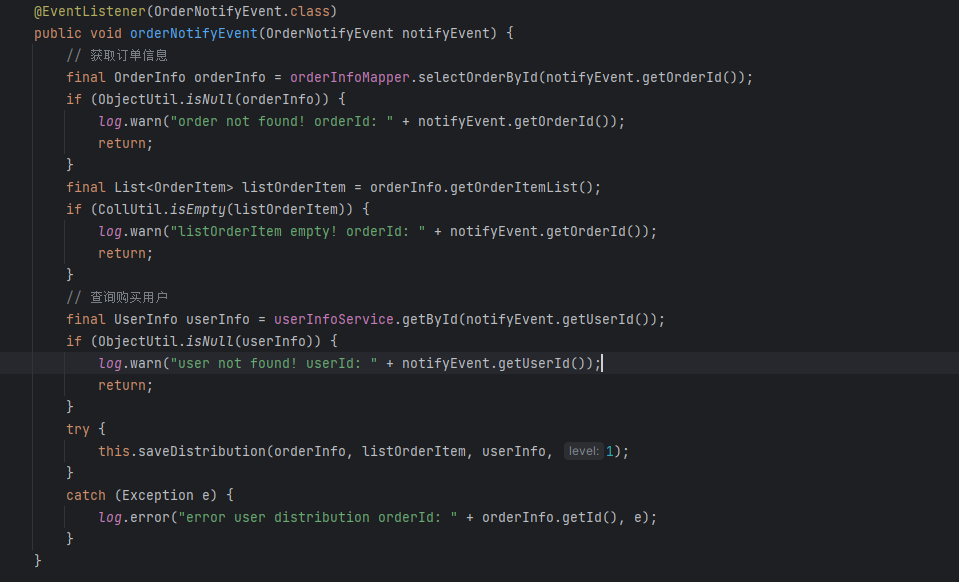 @EventListener(OrderNotifyEvent.class)
public void orderNotifyEvent(OrderNotifyEvent notifyEvent) {
// 获取订单信息
final OrderInfo orderInfo = orderInfoMapper.selectOrderById(notifyEvent.getOrderId());
if (ObjectUtil.isNull(orderInfo)) {
log.warn("order not found! orderId: " + notifyEvent.getOrderId());
return;
}
final List<OrderItem> listOrderItem = orderInfo.getOrderItemList();
if (CollUtil.isEmpty(listOrderItem)) {
log.warn("listOrderItem empty! orderId: " + notifyEvent.getOrderId());
return;
}
// 查询购买用户
final UserInfo userInfo = userInfoService.getById(notifyEvent.getUserId());
if (ObjectUtil.isNull(userInfo)) {
log.warn("user not found! userId: " + notifyEvent.getUserId());
return;
}
try {
this.saveDistribution(orderInfo, listOrderItem, userInfo, level: 1);
}
catch (Exception e) {
log.error("error user distribution orderId: " + orderInfo.getId(), e);
}
}